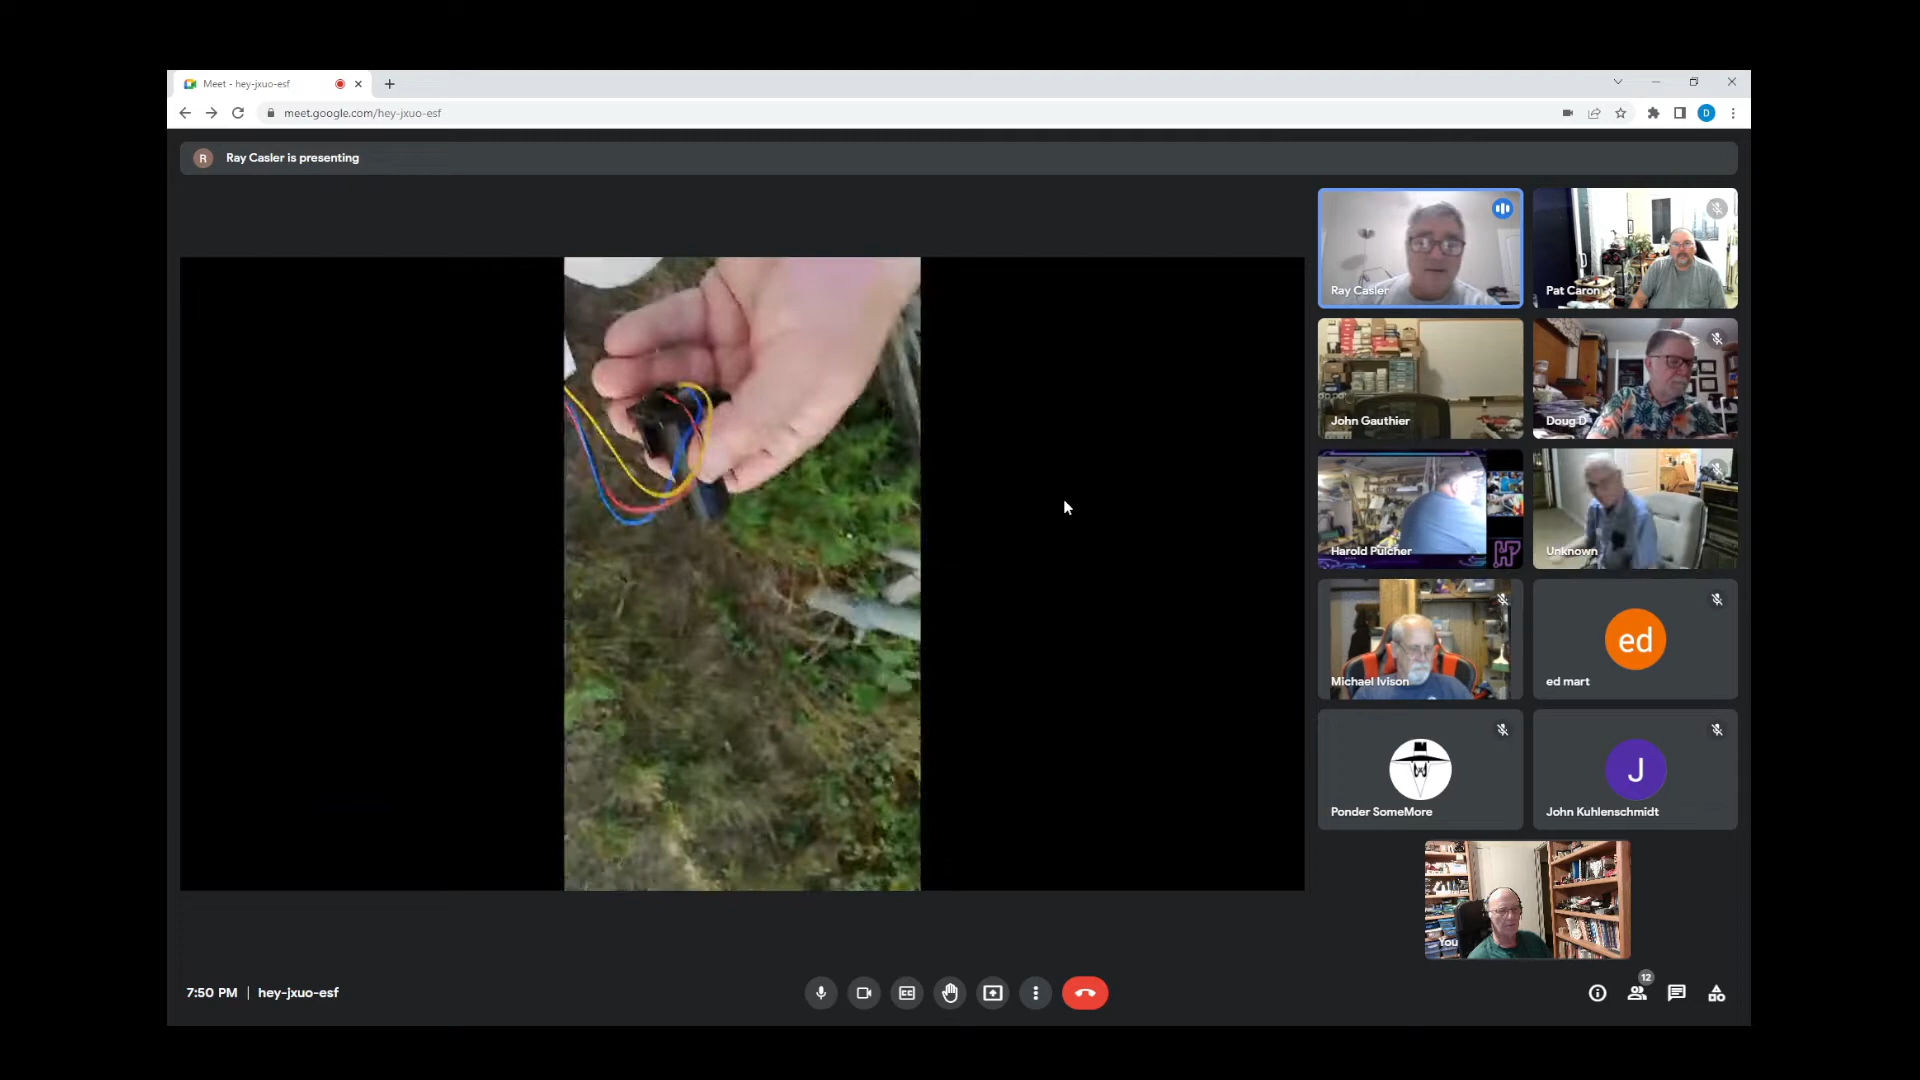 Meet - hey-jxuo-esf
meet.google.com/hey-jxuo-esf
D
R
Ray Casler is presenting
Ray Casler
Pat Caron
John Gauthier
Doug D
Harold Pulcher
HP
Unknown
Michael Ivison
ed
ed mart
Ponder SomeMore
J
John Kuhlenschmidt
You
7:50 PM | hey-jxuo-esf
CC
12